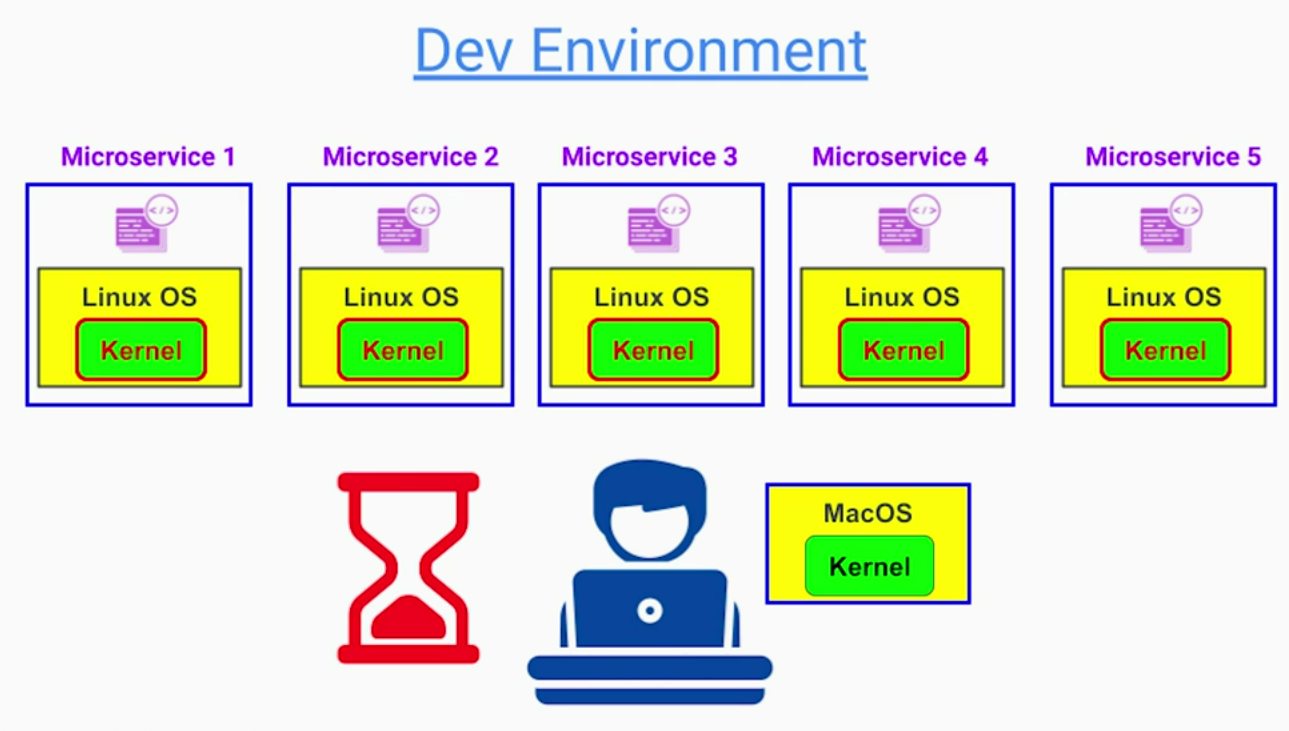 Dev Environment
Microservice 1
Microservice 2
Microservice 3
Microservice 4
Microservice 5
</>
</>
</>
</>
</>
Linux OS
Linux OS
Linux OS
Linux OS
Linux OS
Kernel
Kernel
Kernel
Kernel
Kernel
MacOS
Kernel